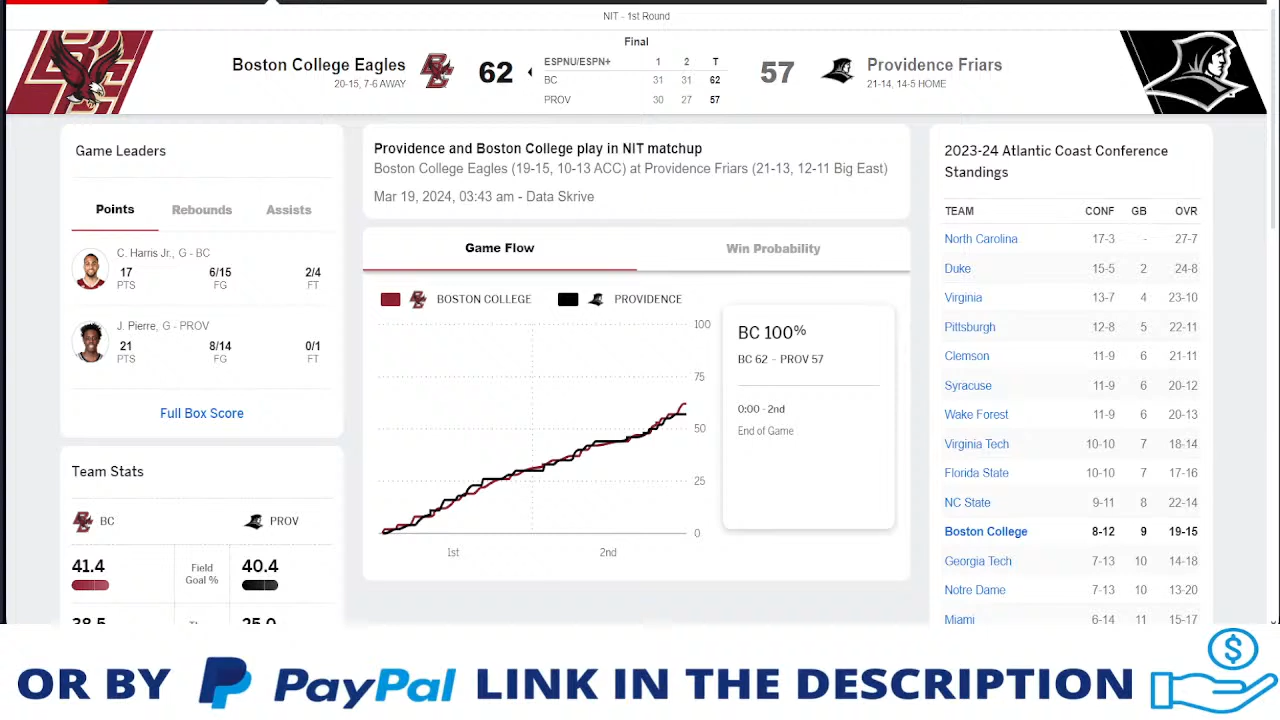 NIT - 1st Round
Final
Boston College Eagles
20-15, 7-6 AWAY
62
ESPNU/ESPN+ 1 2 T
BC 31 31 62
PROV 30 27 57
57
Providence Friars
21-14, 14-5 HOME
Game Leaders
Points Rebounds Assists
C. Harris Jr., G - BC
17 6/15 2/4
PTS FG FT
J. Pierre, G - PROV
21 8/14 0/1
PTS FG FT
Full Box Score
Team Stats
BC PROV
41.4 Field Goal % 40.4
38.5 25.0
Providence and Boston College play in NIT matchup
Boston College Eagles (19-15, 10-13 ACC) at Providence Friars (21-13, 12-11 Big East)
Mar 19, 2024, 03:43 am - Data Skrive
Game Flow Win Probability
BOSTON COLLEGE PROVIDENCE
100
75
50
25
0
1st 2nd
BC 100%
BC 62 - PROV 57
0:00 - 2nd
End of Game
2023-24 Atlantic Coast Conference
Standings
TEAM CONF GB OVR
North Carolina 17-3 - 27-7
Duke 15-5 2 24-8
Virginia 13-7 4 23-10
Pittsburgh 12-8 5 22-11
Clemson 11-9 6 21-11
Syracuse 11-9 6 20-12
Wake Forest 11-9 6 20-13
Virginia Tech 10-10 7 18-14
Florida State 10-10 7 17-16
NC State 9-11 8 22-14
Boston College 8-12 9 19-15
Georgia Tech 7-13 10 14-18
Notre Dame 7-13 10 13-20
Miami 6-14 11 15-17
OR BY PayPal LINK IN THE DESCRIPTION